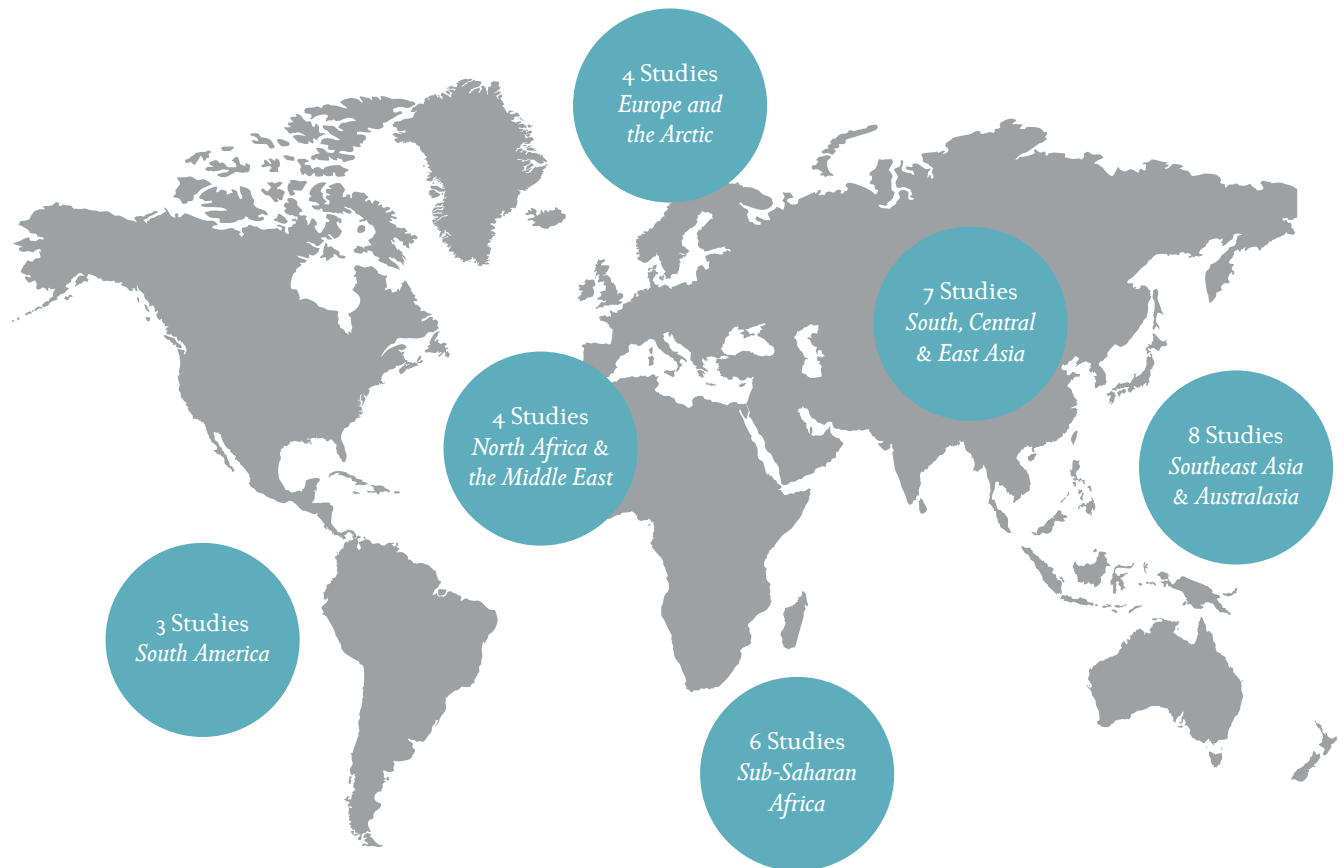 4 Studies
Europe and
the Arctic
7 Studies
South, Central
& East Asia
4 Studies
North Africa &
the Middle East
8 Studies
Southeast Asia
& Australasia
3 Studies
South America
6 Studies
Sub-Saharan
Africa